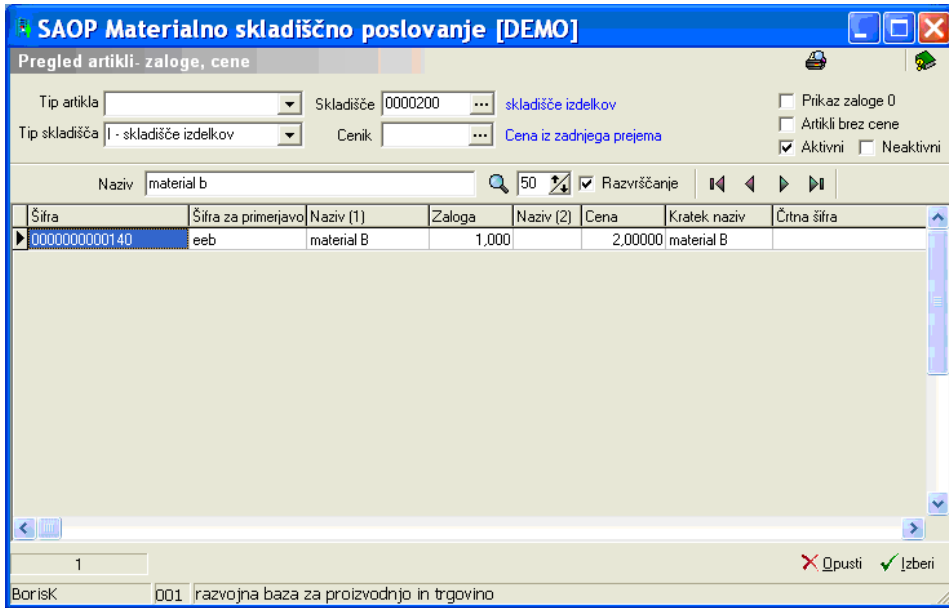 SAOP Materialno skladiščno poslovanje [DEMO]
Pregled artikli- zaloge, cene
Tip artikla Skladišče 0000200 ... skladišče izdelkov Prikaz zaloge 0
Artikli brez cene
Tip skladišča I - skladišče izdelkov Cenik ... Cena iz zadnjega prejema
Aktivni Neaktivni
Naziv material b 50 Razvrščanje
Šifra Šifra za primerjavo Naziv (1) Zaloga Naziv (2) Cena Kratek naziv Črtna šifra
0000000000140 eeb material B 1,000 2,00000 material B
1 Opusti Izberi
BorisK 001 razvojna baza za proizvodnjo in trgovino